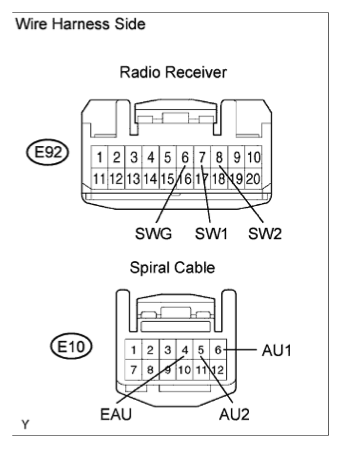 Wire Harness Side
Radio Receiver
E92
1 2 3 4 5 6 7 8 9 10
11 12 13 14 15 16 17 18 19 20
SWG SW1 SW2
Spiral Cable
E10
1 2 3 4 5 6
AU1
7 8 9 10 11 12
EAU AU2
Y